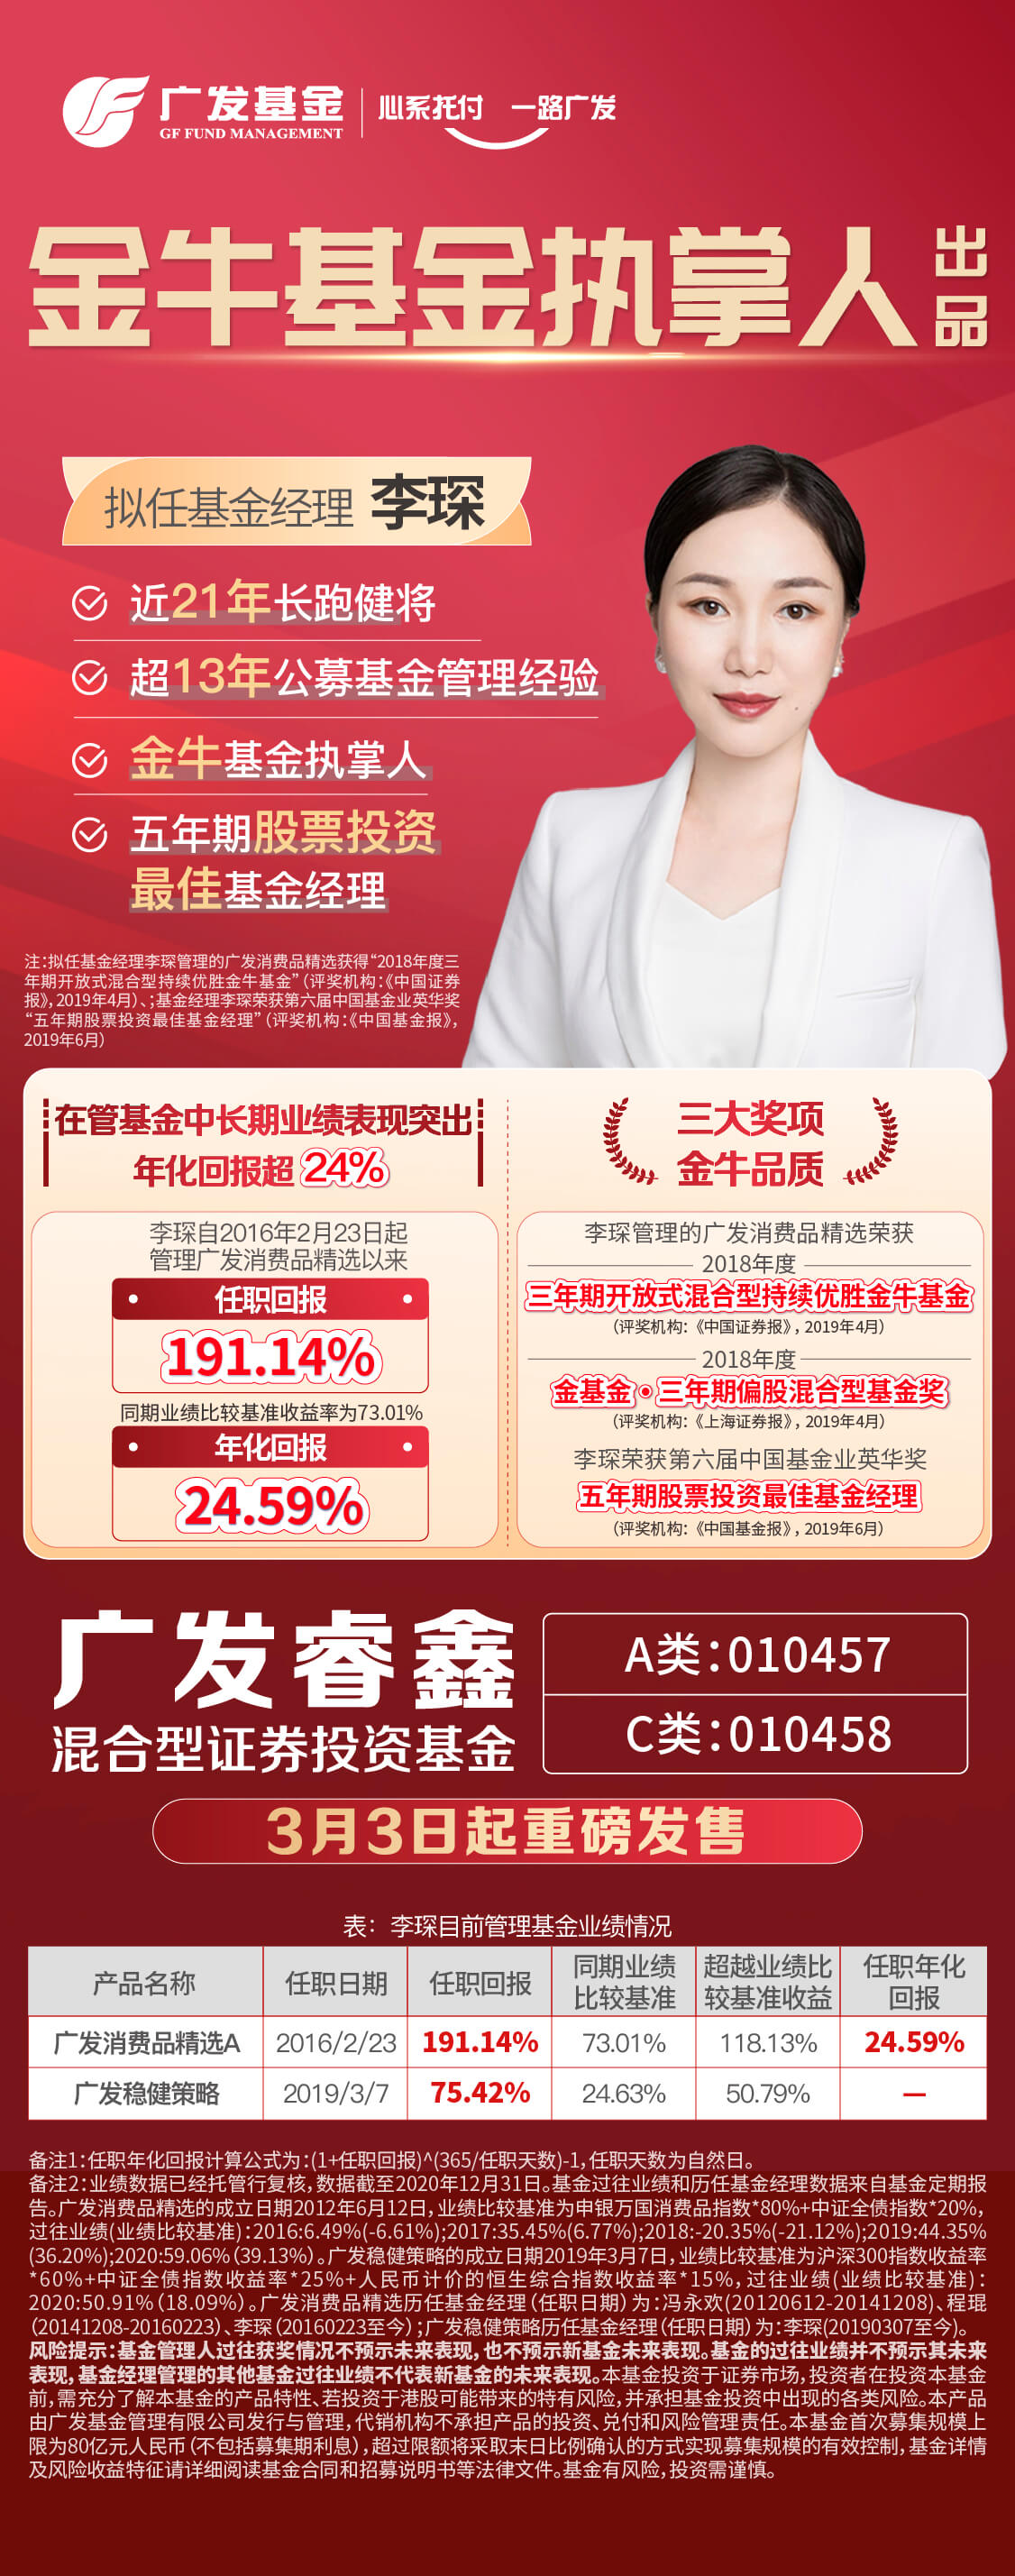 广发基金
GF FUND MANAGEMENT
心系托付 一路广发
金牛基金执掌人出品
拟任基金经理 李琛
近21年长跑健将
超13年公募基金管理经验
金牛基金执掌人
五年期股票投资
最佳基金经理
注:拟任基金经理李琛管理的广发消费品精选获得“2018年度三
年期开放式混合型持续优胜金牛基金”(评奖机构:《中国证券
报》,2019年4月)、;基金经理李琛荣获第六届中国基金业英华奖
“五年期股票投资最佳基金经理”(评奖机构:《中国基金报》,
2019年6月)
在管基金中长期业绩表现突出
年化回报超 24%
李琛自2016年2月23日起
管理广发消费品精选以来
任职回报
191.14%
同期业绩比较基准收益率为73.01%
年化回报
24.59%
三大奖项
金牛品质
李琛管理的广发消费品精选荣获
2018年度
三年期开放式混合型持续优胜金牛基金
(评奖机构:《中国证券报》,2019年4月)
2018年度
金基金·三年期偏股混合型基金奖
(评奖机构:《上海证券报》,2019年4月)
李琛荣获第六届中国基金业英华奖
五年期股票投资最佳基金经理
(评奖机构:《中国基金报》,2019年6月)
广发睿鑫
混合型证券投资基金
A类:010457
C类:010458
3月3日起重磅发售
表: 李琛目前管理基金业绩情况
产品名称 任职日期 任职回报 同期业绩比较基准 超越业绩比较基准收益 任职年化回报
广发消费品精选A 2016/2/23 191.14% 73.01% 118.13% 24.59%
广发稳健策略 2019/3/7 75.42% 24.63% 50.79% —
备注1:任职年化回报计算公式为:(1+任职回报)^(365/任职天数)-1,任职天数为自然日。
备注2:业绩数据已经托管行复核,数据截至2020年12月31日。基金过往业绩和历任基金经理数据来自基金定期报
告。广发消费品精选的成立日期2012年6月12日,业绩比较基准为申银万国消费品指数*80%+中证全债指数*20%,
过往业绩(业绩比较基准):2016:6.49%(-6.61%);2017:35.45%(6.77%);2018:-20.35%(-21.12%);2019:44.35%
(36.20%);2020:59.06%(39.13%)。广发稳健策略的成立日期2019年3月7日,业绩比较基准为沪深300指数收益率
*60%+中证全债指数收益率*25%+人民币计价的恒生综合指数收益率*15%,过往业绩(业绩比较基准):
2020:50.91%(18.09%)。广发消费品精选历任基金经理(任职日期)为:冯永欢(20120612-20141208)、程琨
(20141208-20160223)、李琛(20160223至今);广发稳健策略历任基金经理(任职日期)为:李琛(20190307至今)。
风险提示:基金管理人过往获奖情况不预示未来表现,也不预示新基金未来表现。基金的过往业绩并不预示其未来
表现,基金经理管理的其他基金过往业绩不代表新基金的未来表现。本基金投资于证券市场,投资者在投资本基金
前,需充分了解本基金的产品特性、若投资于港股可能带来的特有风险,并承担基金投资中出现的各类风险。本产品
由广发基金管理有限公司发行与管理,代销机构不承担产品的投资、兑付和风险管理责任。本基金首次募集规模上
限为80亿元人民币(不包括募集期利息),超过限额将采取末日比例确认的方式实现募集规模的有效控制,基金详情
及风险收益特征请详细阅读基金合同和招募说明书等法律文件。基金有风险,投资需谨慎。